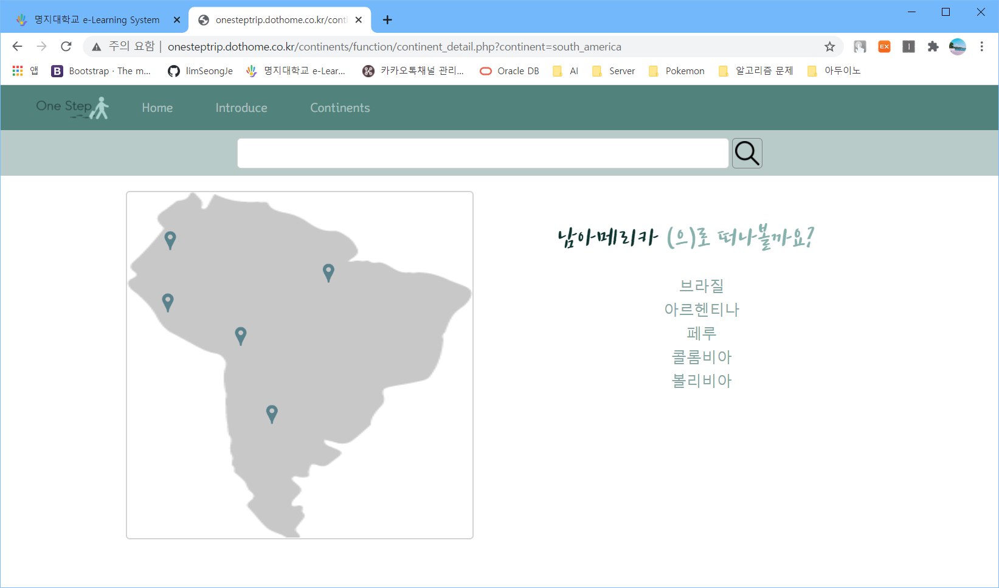 명지대학교 e-Learning System
onesteptrip.dothome.co.kr/conti
주의 요함 | onesteptrip.dothome.co.kr/continents/function/continent_detail.php?continent=south_america
EX
앱 B Bootstrap · The m... limSeongJe 명지대학교 e-Lear... 카카오톡채널 관리... Oracle DB AI Server Pokemon 알고리즘 문제 아두이노
One Step Home Introduce Continents
남아메리카 (으)로 떠나볼까요?
브라질
아르헨티나
페루
콜롬비아
볼리비아